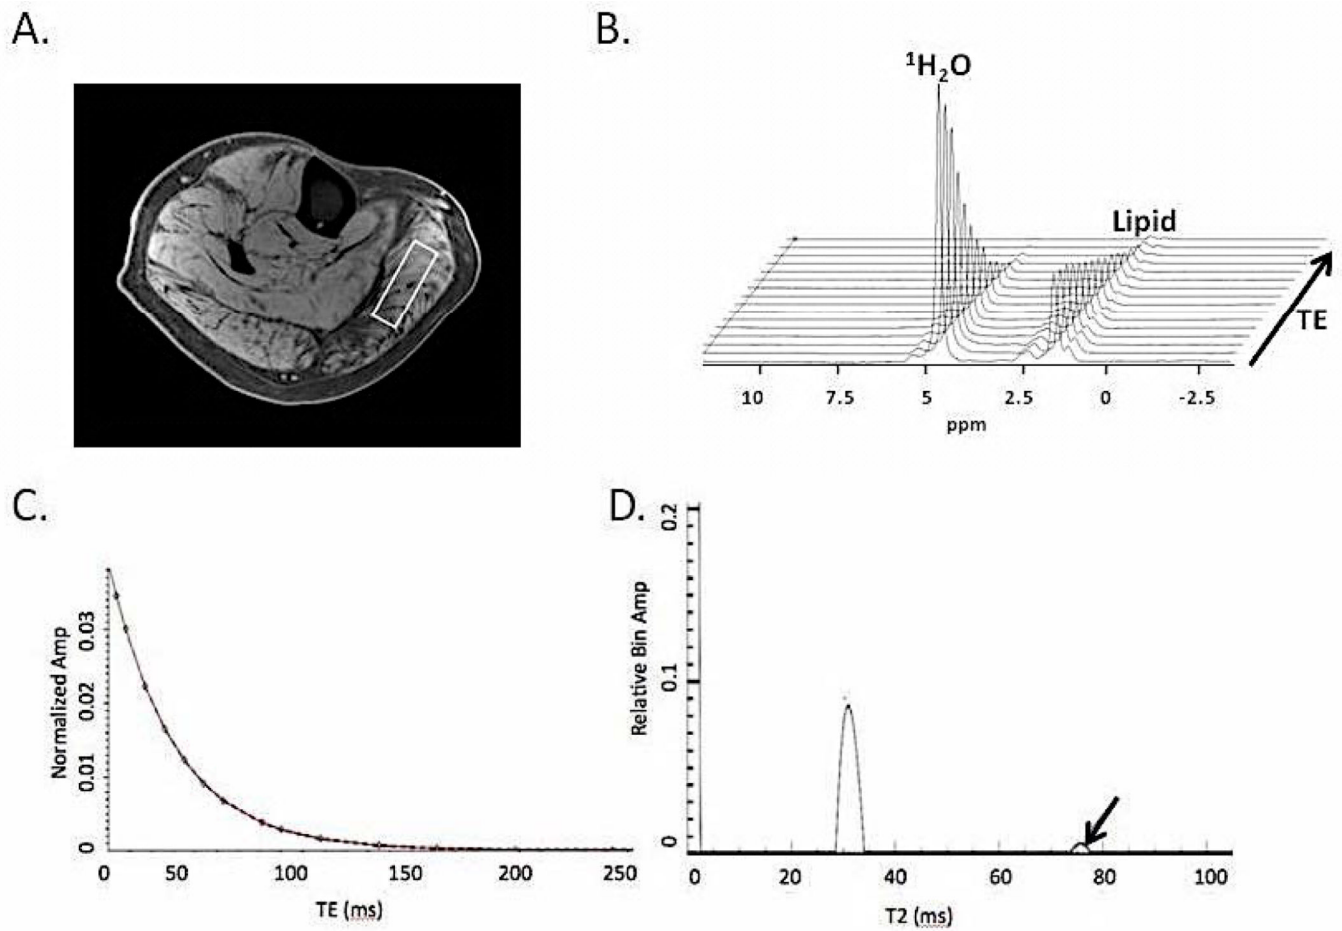 A.
B.
¹H₂O
Lipid
TE
10 7.5 5 2.5 0 -2.5
ppm
C.
Normalized Amp
0.03
0.02
0.01
0
0 50 100 150 200 250
TE (ms)
D.
Relative Bin Amp
0.2
0.1
0
0 20 40 60 80 100
T2 (ms)